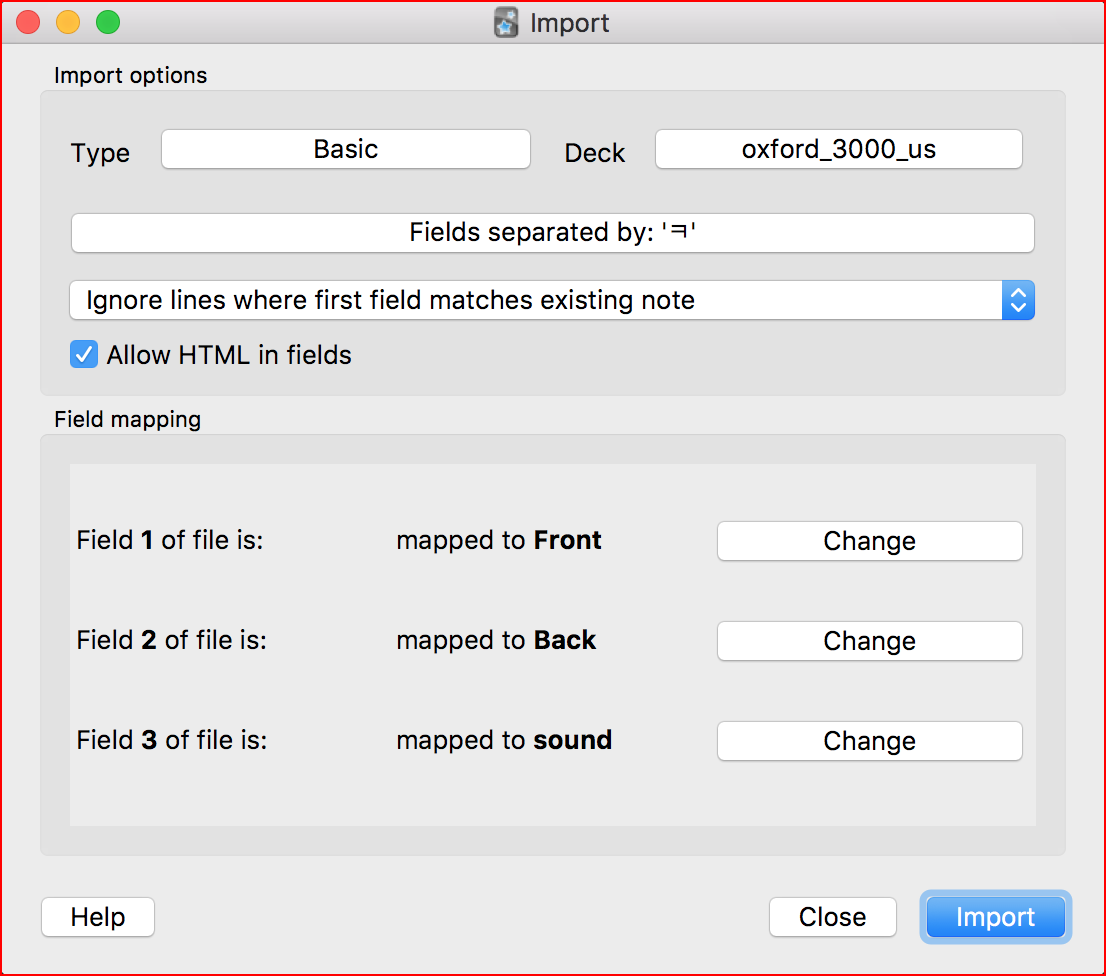 Import
Import options
Type Basic Deck oxford_3000_us
Fields separated by: 'ㅋ'
Ignore lines where first field matches existing note
Allow HTML in fields
Field mapping
Field 1 of file is: mapped to Front Change
Field 2 of file is: mapped to Back Change
Field 3 of file is: mapped to sound Change
Help Close Import